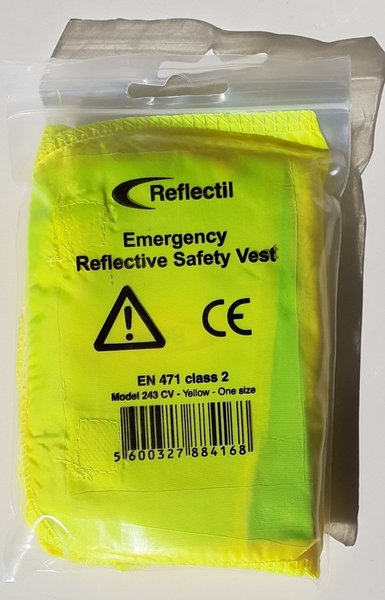 Reflectil
Emergency
Reflective Safety Vest
CE
EN 471 class 2
Model 243 CV - Yellow - One size
5 600327 884168